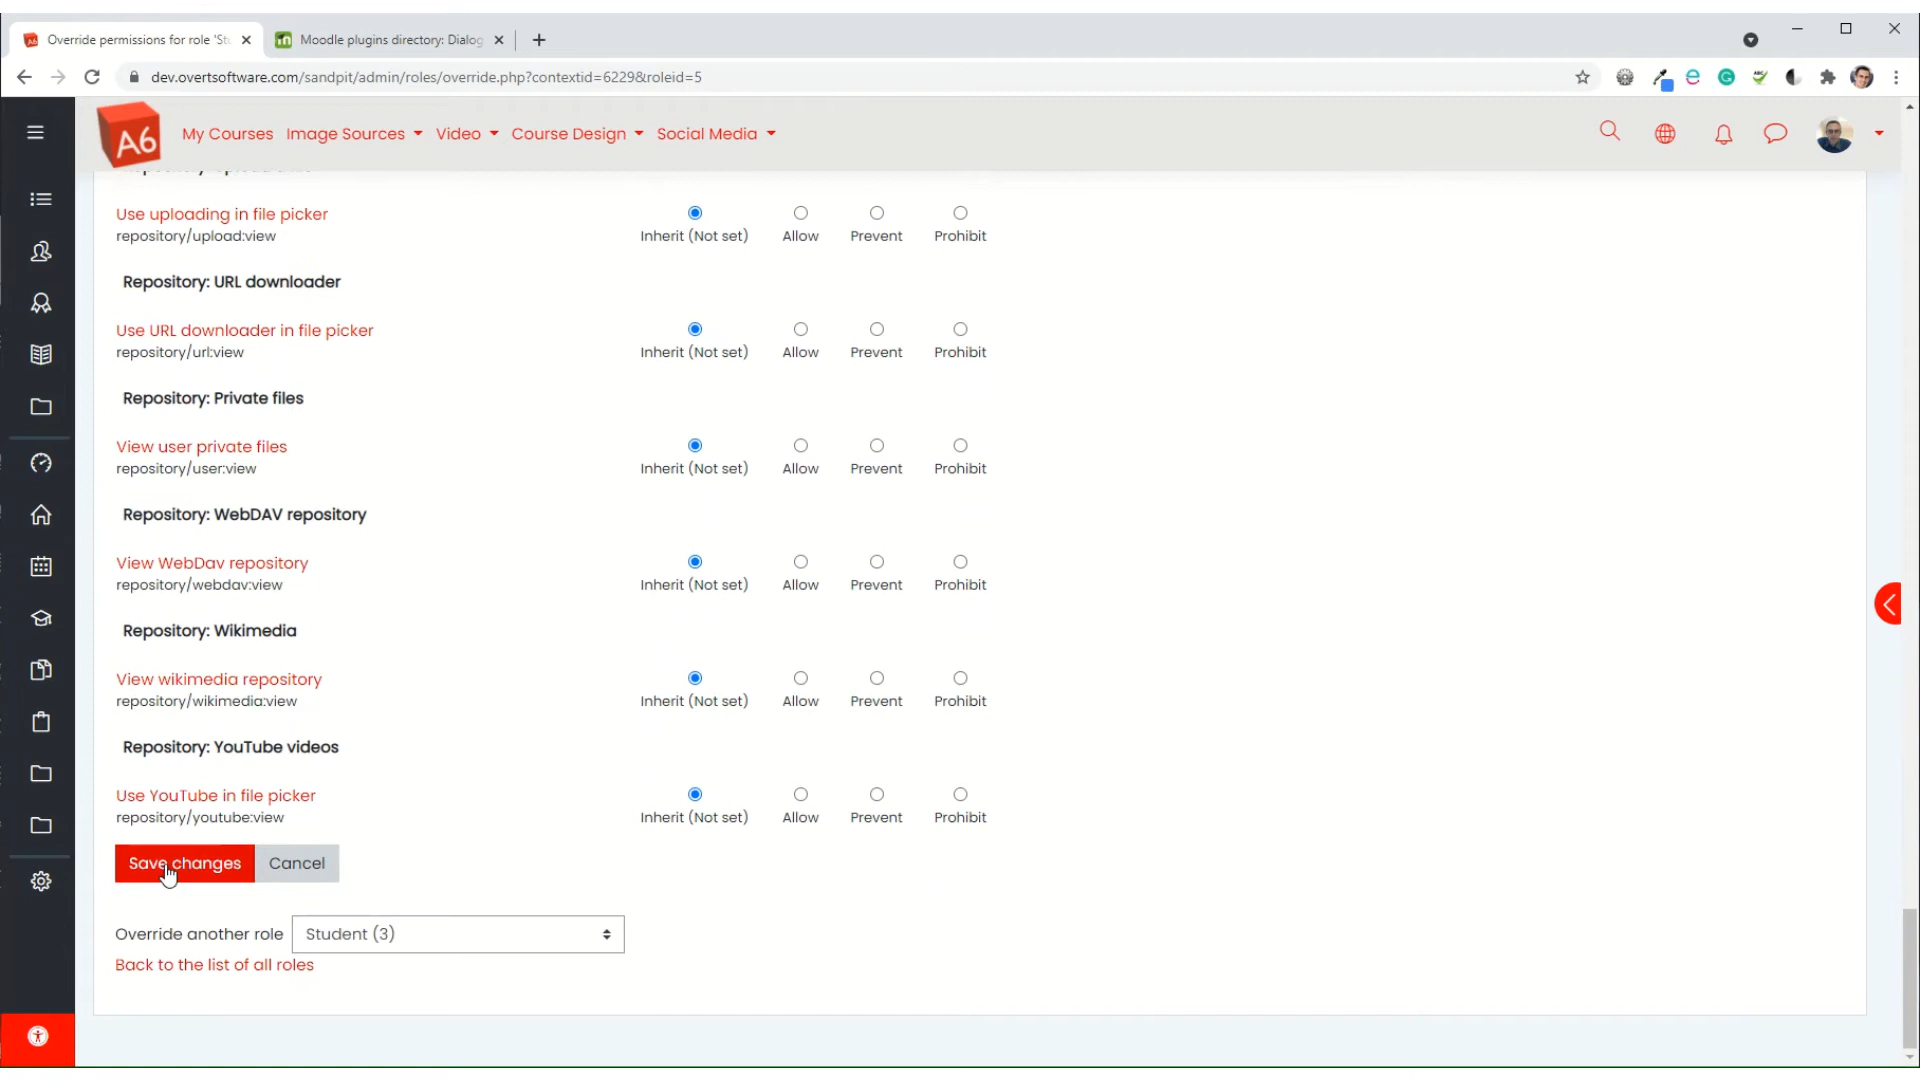 Override permissions for role 'Stu
Moodle plugins directory: Dialog
dev.overtsoftware.com/sandpit/admin/roles/override.php?contextid=6229&roleid=5
A6
My Courses Image Sources Video Course Design Social Media
Use uploading in file picker
repository/upload:view
Inherit (Not set) Allow Prevent Prohibit
Repository: URL downloader
Use URL downloader in file picker
repository/url:view
Inherit (Not set) Allow Prevent Prohibit
Repository: Private files
View user private files
repository/user:view
Inherit (Not set) Allow Prevent Prohibit
Repository: WebDAV repository
View WebDav repository
repository/webdav:view
Inherit (Not set) Allow Prevent Prohibit
Repository: Wikimedia
View wikimedia repository
repository/wikimedia:view
Inherit (Not set) Allow Prevent Prohibit
Repository: YouTube videos
Use YouTube in file picker
repository/youtube:view
Inherit (Not set) Allow Prevent Prohibit
Save changes Cancel
Override another role Student (3)
Back to the list of all roles